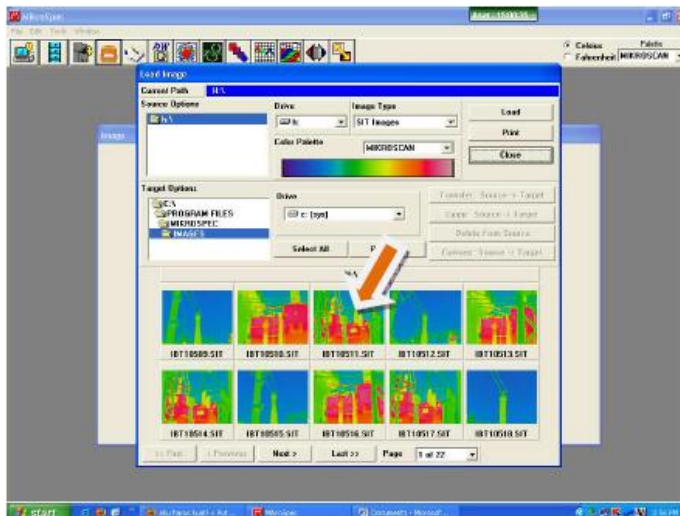 MikroSpec
File Edit Tools Window
Celsius
Fahrenheit
Palette
MIKROSCAN
Load Image
Current Path H:\
Source Options
h:\
Drive
h:
Image Type
SIT Images
Color Palette
MIKROSCAN
Load
Print
Close
Target Options
C:\
PROGRAM FILES
MIKROSPEC
IMAGES
Drive
c: [sys]
Select All
Transfer Source -> Target
Copy Source -> Target
Delete From Source
Convert Source -> Target
Image
IBT10509.SIT IBT10510.SIT IBT10511.SIT IBT10512.SIT IBT10513.SIT
IBT10514.SIT IBT10515.SIT IBT10516.SIT IBT10517.SIT IBT10518.SIT
<< First < Previous Next > Last >> Page 1 of 22
start
MikroSpec
Documents - Microsof...